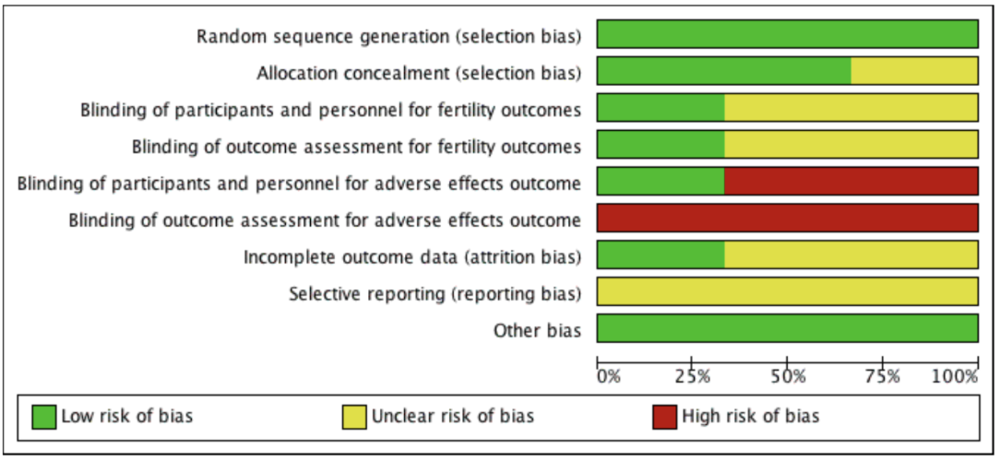 Random sequence generation (selection bias)
Allocation concealment (selection bias)
Blinding of participants and personnel for fertility outcomes
Blinding of outcome assessment for fertility outcomes
Blinding of participants and personnel for adverse effects outcome
Blinding of outcome assessment for adverse effects outcome
Incomplete outcome data (attrition bias)
Selective reporting (reporting bias)
Other bias
0% 25% 50% 75% 100%
Low risk of bias Unclear risk of bias High risk of bias